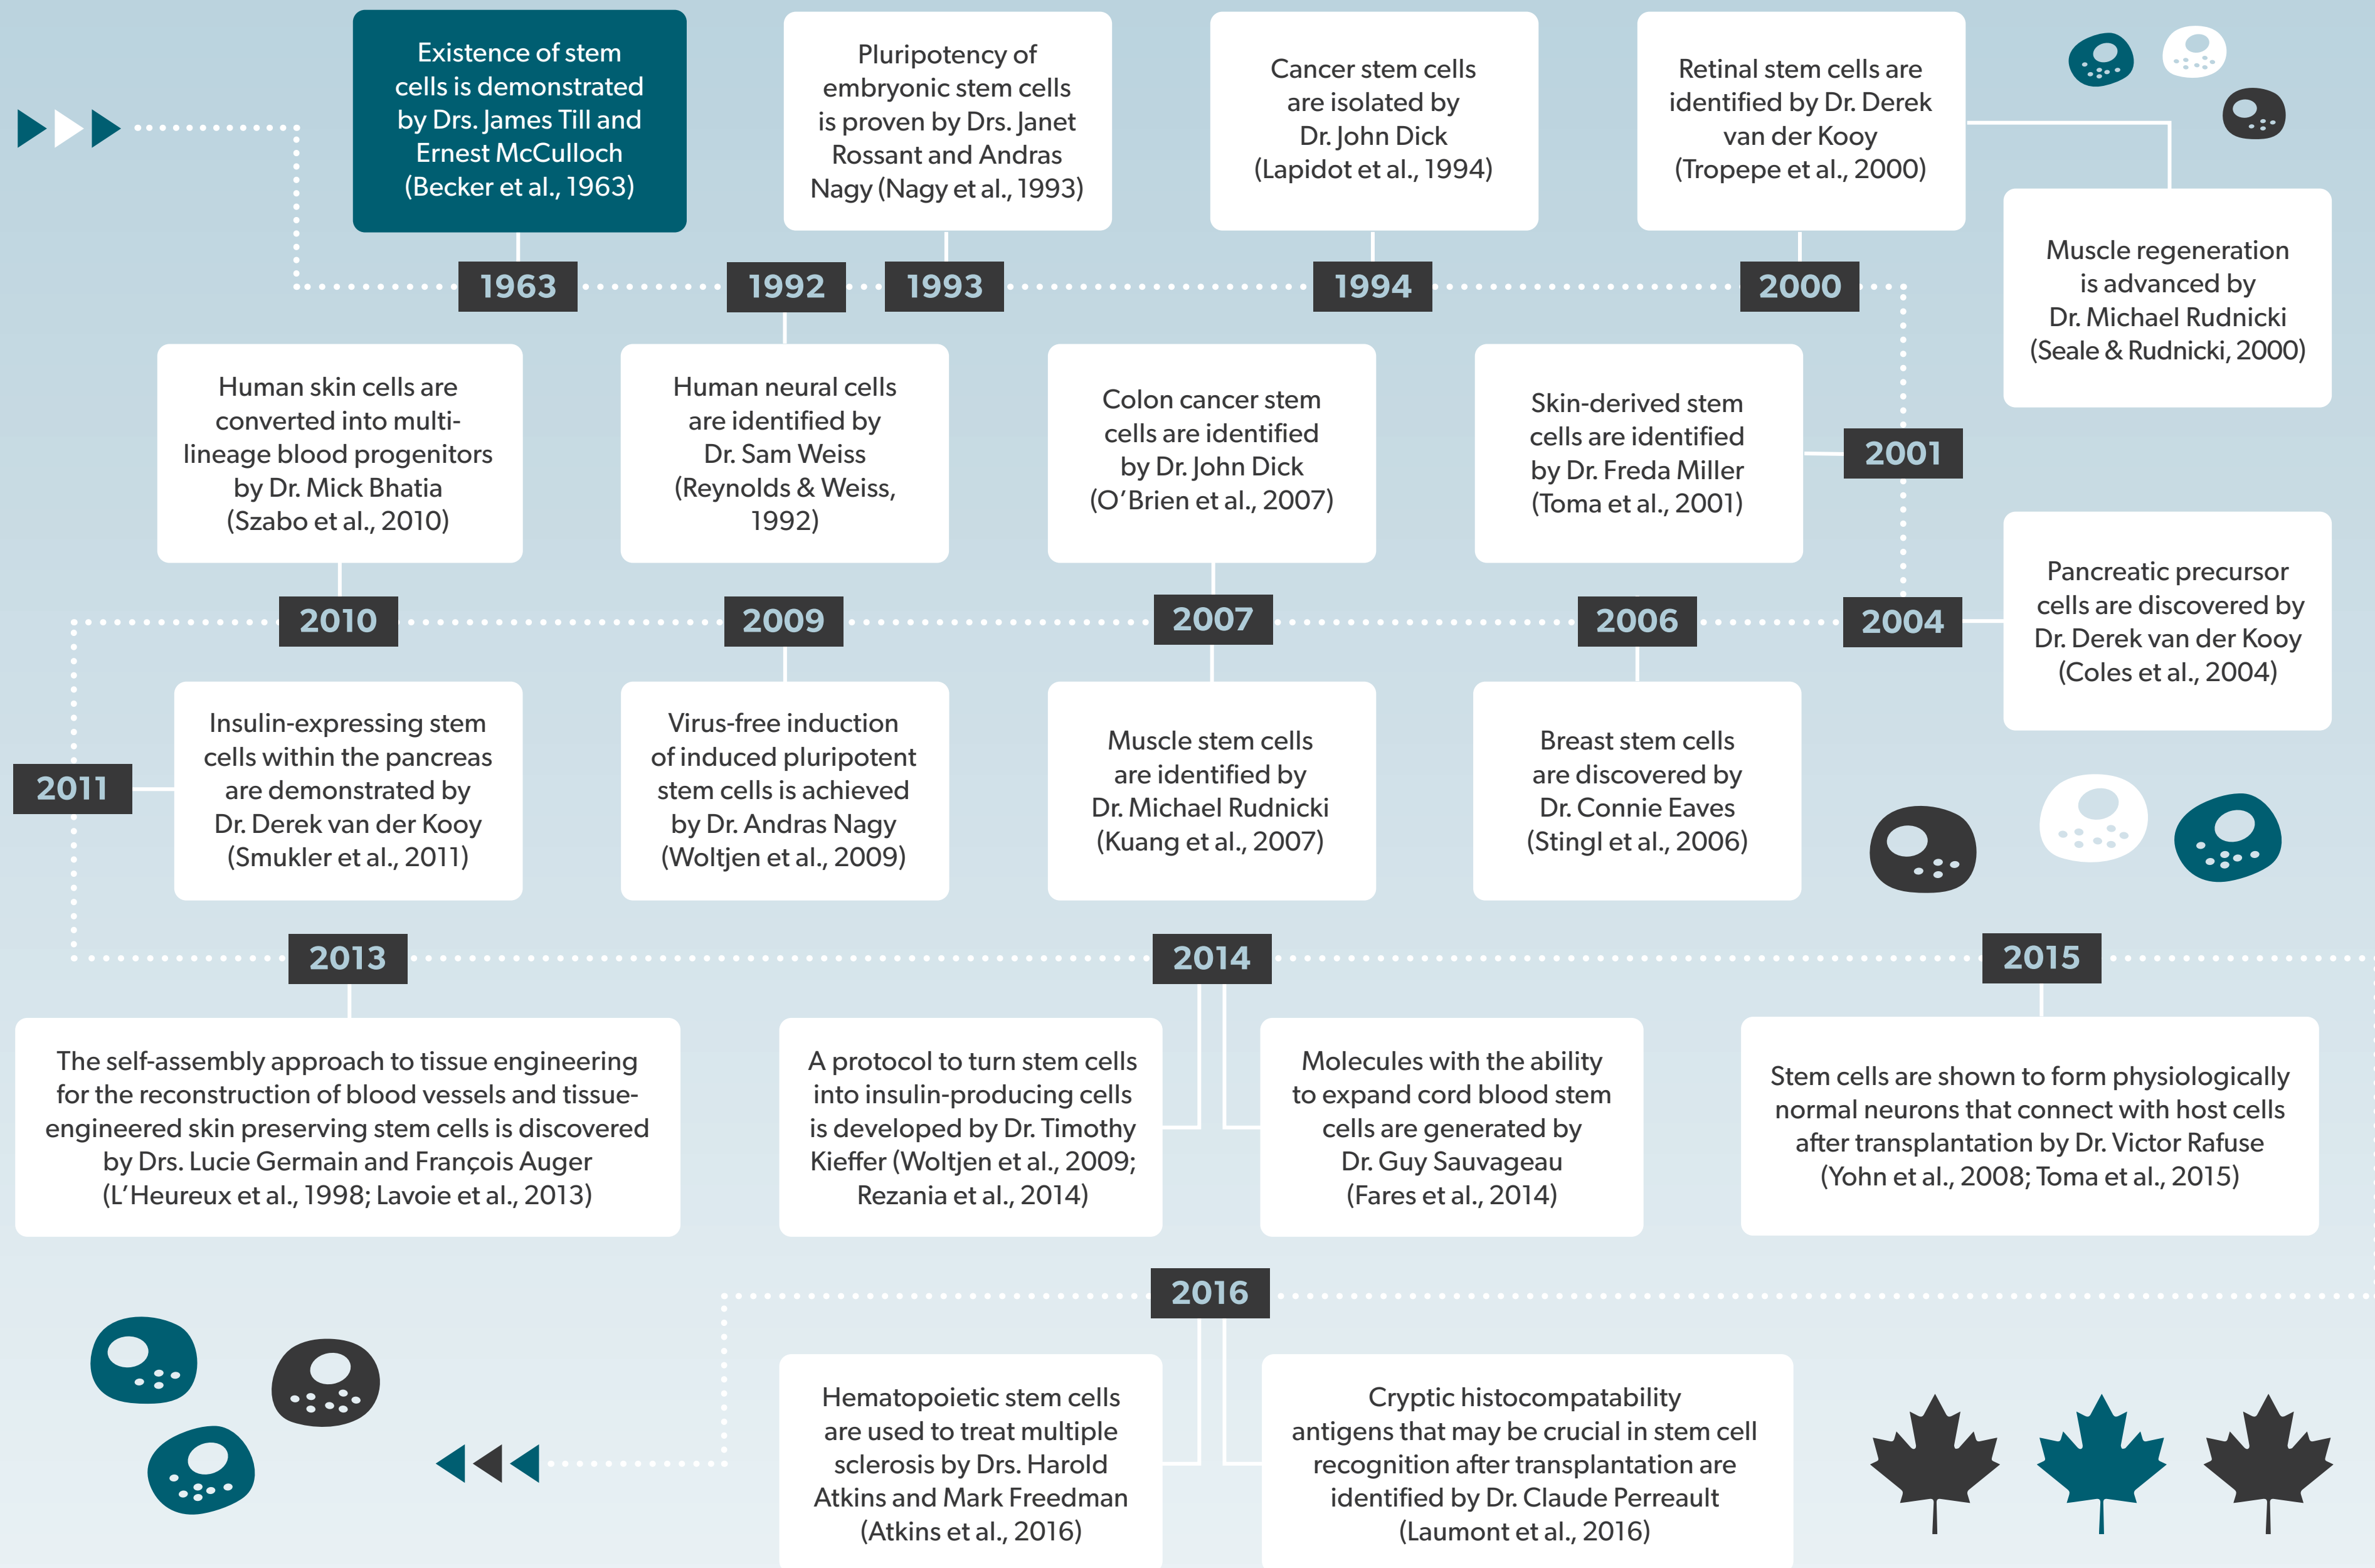 Existence of stem
cells is demonstrated
by Drs. James Till and
Ernest McCulloch
(Becker et al., 1963)
Pluripotency of
embryonic stem cells
is proven by Drs. Janet
Rossant and Andras
Nagy (Nagy et al., 1993)
Cancer stem cells
are isolated by
Dr. John Dick
(Lapidot et al., 1994)
Retinal stem cells are
identified by Dr. Derek
van der Kooy
(Tropepe et al., 2000)
Muscle regeneration
is advanced by
Dr. Michael Rudnicki
(Seale & Rudnicki, 2000)
1963
1992
1993
1994
2000
Human skin cells are
converted into multi-
lineage blood progenitors
by Dr. Mick Bhatia
(Szabo et al., 2010)
Human neural cells
are identified by
Dr. Sam Weiss
(Reynolds & Weiss,
1992)
Colon cancer stem
cells are identified
by Dr. John Dick
(O'Brien et al., 2007)
Skin-derived stem
cells are identified
by Dr. Freda Miller
(Toma et al., 2001)
2001
Pancreatic precursor
cells are discovered by
Dr. Derek van der Kooy
(Coles et al., 2004)
2010
2009
2007
2006
2004
2011
Insulin-expressing stem
cells within the pancreas
are demonstrated by
Dr. Derek van der Kooy
(Smukler et al., 2011)
Virus-free induction
of induced pluripotent
stem cells is achieved
by Dr. Andras Nagy
(Woltjen et al., 2009)
Muscle stem cells
are identified by
Dr. Michael Rudnicki
(Kuang et al., 2007)
Breast stem cells
are discovered by
Dr. Connie Eaves
(Stingl et al., 2006)
2013
2014
2015
The self-assembly approach to tissue engineering
for the reconstruction of blood vessels and tissue-
engineered skin preserving stem cells is discovered
by Drs. Lucie Germain and François Auger
(L'Heureux et al., 1998; Lavoie et al., 2013)
A protocol to turn stem cells
into insulin-producing cells
is developed by Dr. Timothy
Kieffer (Woltjen et al., 2009;
Rezania et al., 2014)
Molecules with the ability
to expand cord blood stem
cells are generated by
Dr. Guy Sauvageau
(Fares et al., 2014)
Stem cells are shown to form physiologically
normal neurons that connect with host cells
after transplantation by Dr. Victor Rafuse
(Yohn et al., 2008; Toma et al., 2015)
2016
Hematopoietic stem cells
are used to treat multiple
sclerosis by Drs. Harold
Atkins and Mark Freedman
(Atkins et al., 2016)
Cryptic histocompatability
antigens that may be crucial in stem cell
recognition after transplantation are
identified by Dr. Claude Perreault
(Laumont et al., 2016)